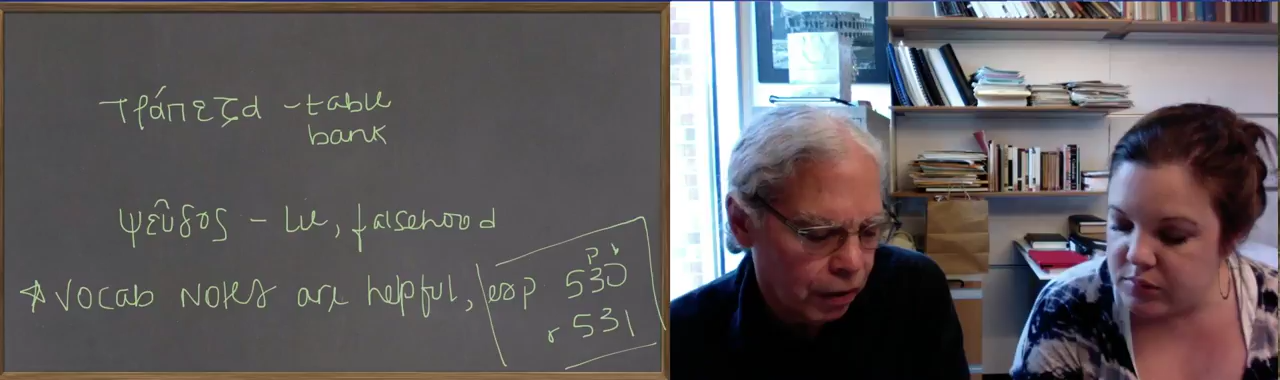 τράπεζα – table
bank
ψεῦδος – lie, falsehood
* vocab notes are helpful, esp 530
531